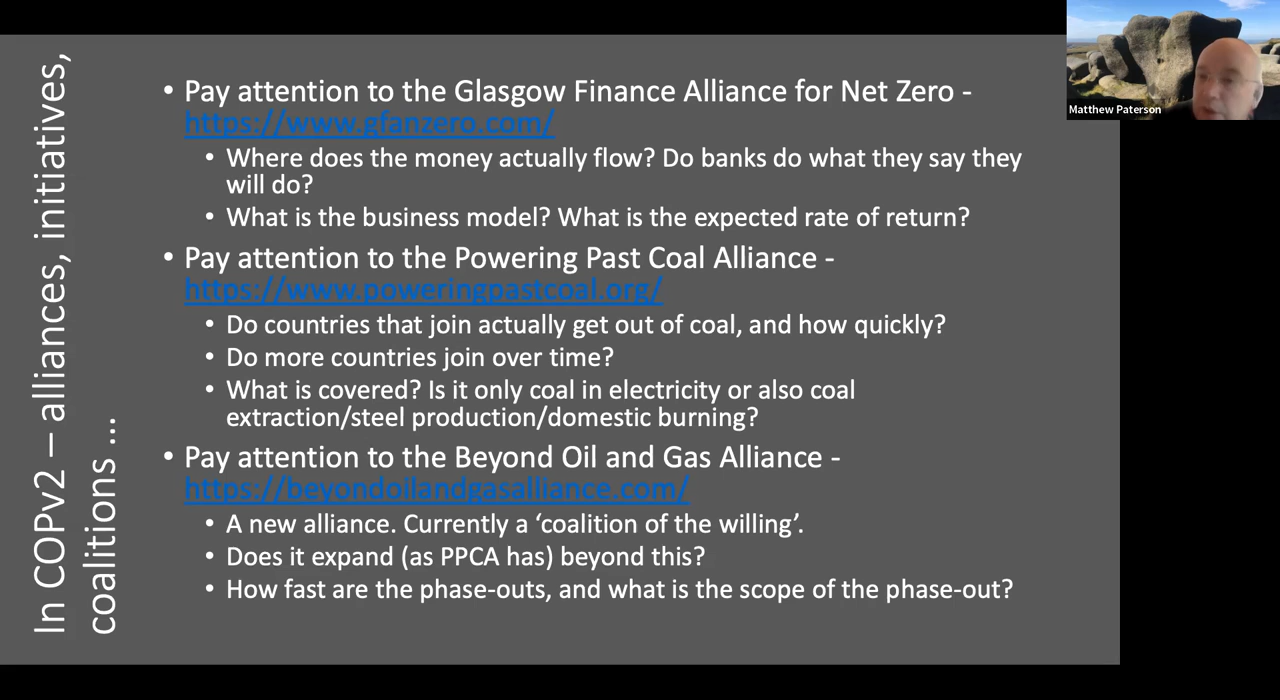 In COPv2 – alliances, initiatives,
coalitions ...
• Pay attention to the Glasgow Finance Alliance for Net Zero -
https://www.gfanzero.com/
• Where does the money actually flow? Do banks do what they say they
will do?
• What is the business model? What is the expected rate of return?
• Pay attention to the Powering Past Coal Alliance -
https://www.poweringpastcoal.org/
• Do countries that join actually get out of coal, and how quickly?
• Do more countries join over time?
• What is covered? Is it only coal in electricity or also coal
extraction/steel production/domestic burning?
• Pay attention to the Beyond Oil and Gas Alliance -
https://beyondoilandgasalliance.com/
• A new alliance. Currently a ‘coalition of the willing’.
• Does it expand (as PPCA has) beyond this?
• How fast are the phase-outs, and what is the scope of the phase-out?
Matthew Paterson